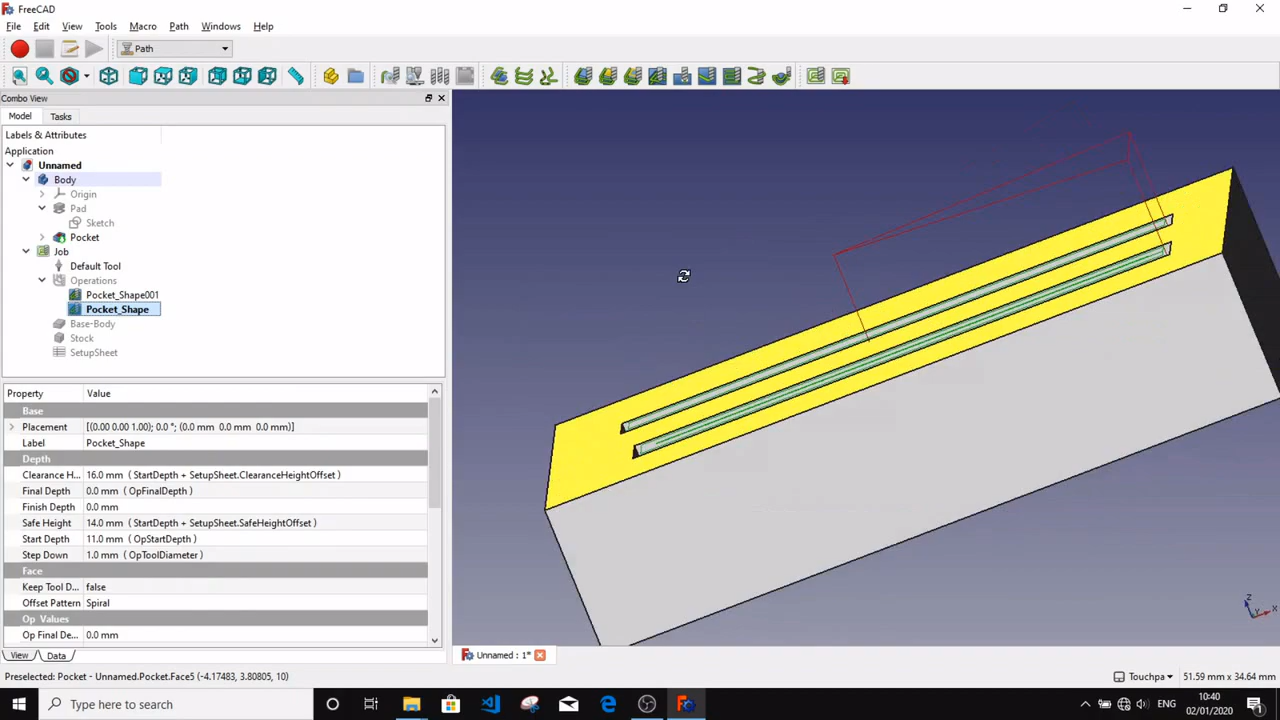 FreeCAD
File Edit View Tools Macro Path Windows Help
Path
Combo View
Model Tasks
Labels & Attributes
Application
Unnamed
Body
Origin
Pad
Sketch
Pocket
Job
Default Tool
Operations
Pocket_Shape001
Pocket_Shape
Base-Body
Stock
SetupSheet
Property Value
Base
Placement [(0.00 0.00 1.00); 0.0 °; (0.0 mm 0.0 mm 0.0 mm)]
Label Pocket_Shape
Depth
Clearance H... 16.0 mm ( StartDepth + SetupSheet.ClearanceHeightOffset )
Final Depth 0.0 mm ( OpFinalDepth )
Finish Depth 0.0 mm
Safe Height 14.0 mm ( StartDepth + SetupSheet.SafeHeightOffset )
Start Depth 11.0 mm ( OpStartDepth )
Step Down 1.0 mm ( OpToolDiameter )
Face
Keep Tool D... false
Offset Pattern Spiral
Op Values
Op Final De... 0.0 mm
View Data
Unnamed : 1*
Z
Y
X
Preselected: Pocket - Unnamed.Pocket.Face5 (-4.17483, 3.80805, 10)
Touchpa 51.59 mm x 34.64 mm
Type here to search
ENG
10:40
02/01/2020